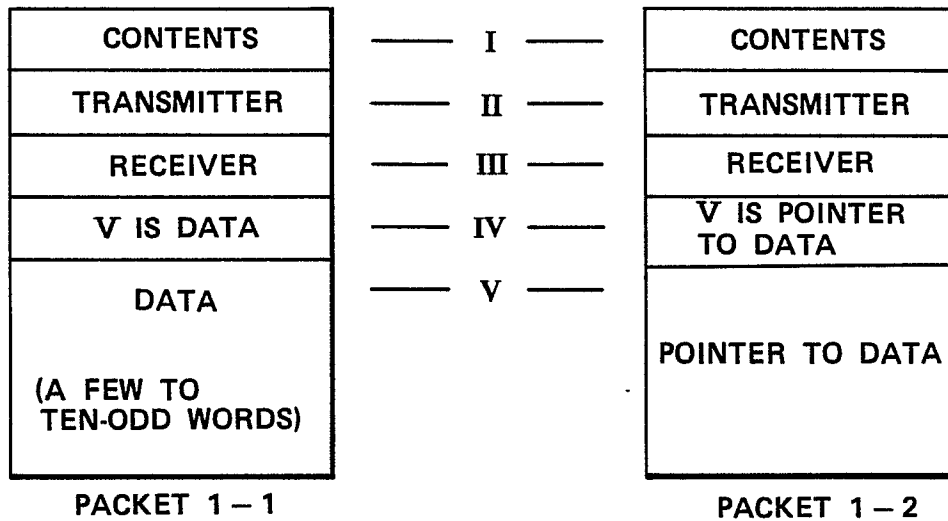 CONTENTS — I — CONTENTS
TRANSMITTER — II — TRANSMITTER
RECEIVER — III — RECEIVER
V IS DATA — IV — V IS POINTER
TO DATA
DATA — V —
POINTER TO DATA
(A FEW TO
TEN-ODD WORDS)
PACKET 1-1 PACKET 1-2